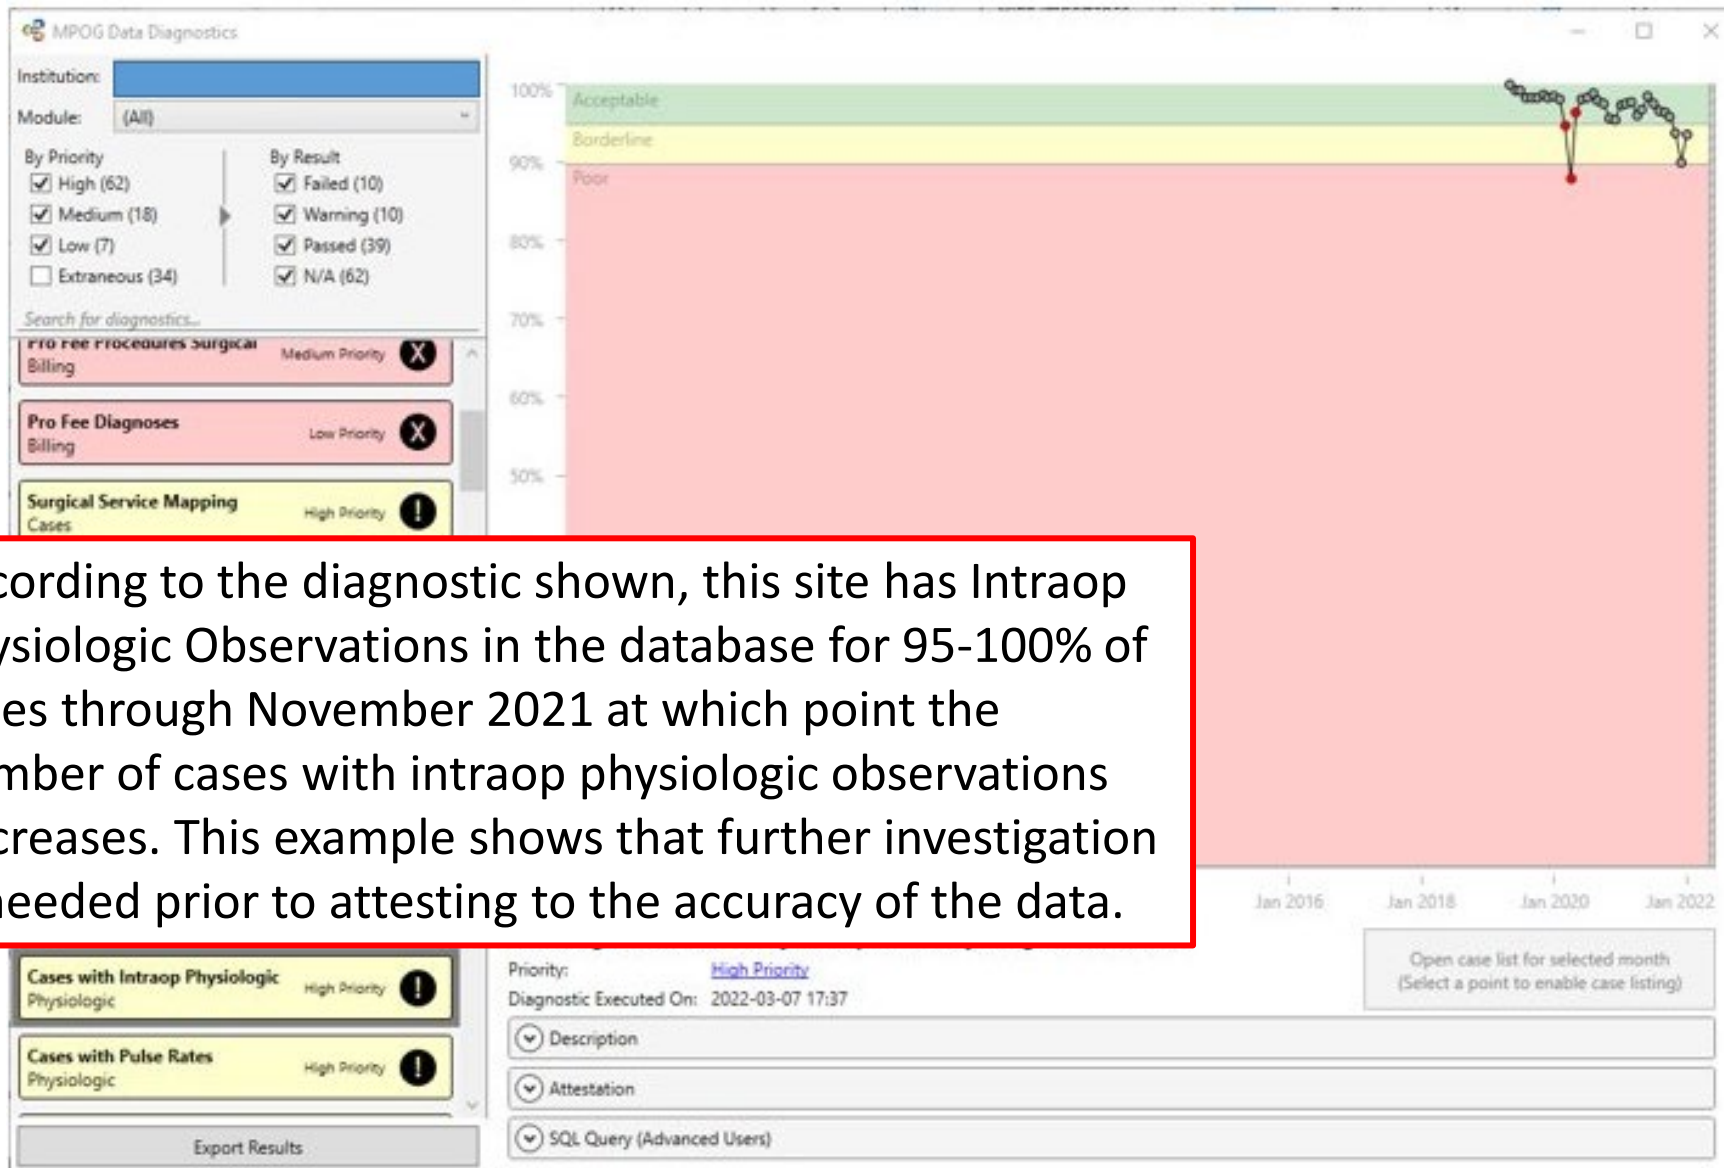 MPOG Data Diagnostics
Institution:
Module: (All)
By Priority
High (62)
Medium (18)
Low (7)
Extraneous (34)
By Result
Failed (10)
Warning (10)
Passed (39)
N/A (62)
Search for diagnostics...
Pro Fee Procedures Surgical
Billing
Medium Priority
X
Pro Fee Diagnoses
Billing
Low Priority
X
Surgical Service Mapping
Cases
High Priority
!
100%
90%
80%
70%
60%
50%
Acceptable
Borderline
Poor
cording to the diagnostic shown, this site has Intraop
ysiologic Observations in the database for 95-100% of
es through November 2021 at which point the
mber of cases with intraop physiologic observations
creases. This example shows that further investigation
needed prior to attesting to the accuracy of the data.
Jan 2016
Jan 2018
Jan 2020
Jan 2022
Cases with Intraop Physiologic
Physiologic
High Priority
!
Cases with Pulse Rates
Physiologic
High Priority
!
Export Results
Priority: High Priority
Diagnostic Executed On: 2022-03-07 17:37
Open case list for selected month
(Select a point to enable case listing)
Description
Attestation
SQL Query (Advanced Users)